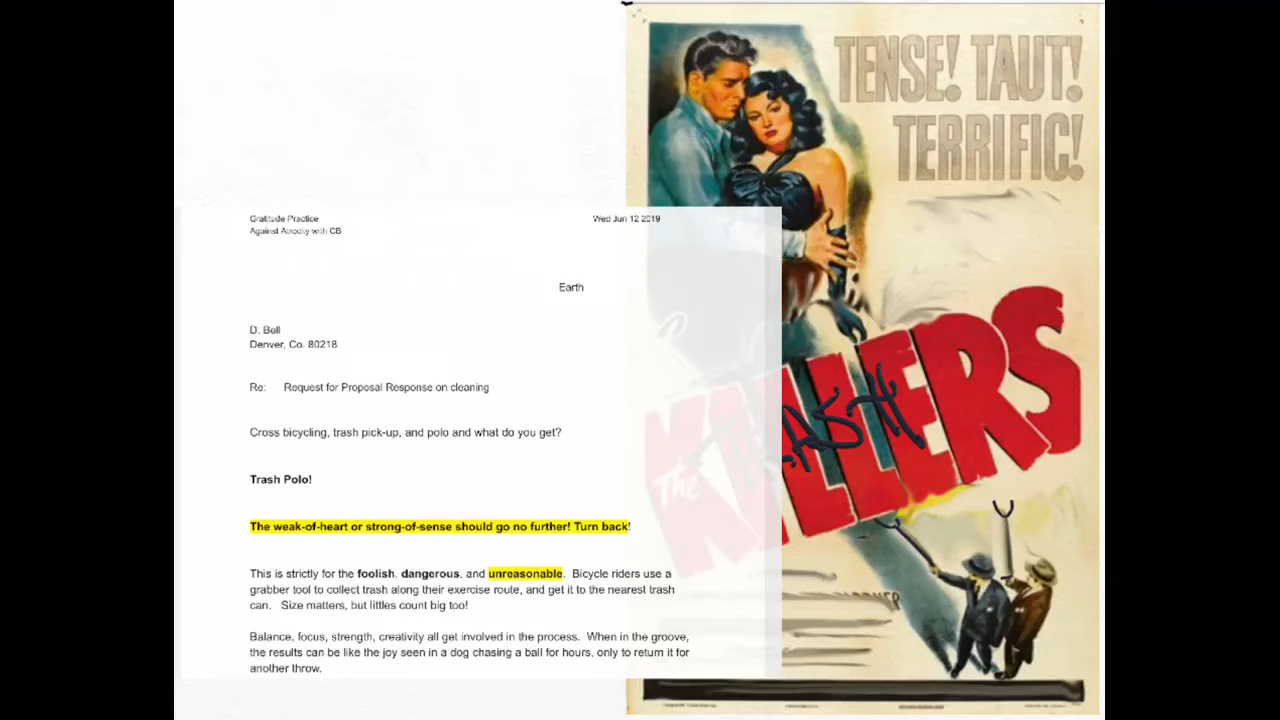 TENSE! TAUT!
TERRIFIC!
Gratitude Practice
Wed Jun 12 2019
Against Atrocity with CB
Earth
D. Bell
Denver, Co. 80218
Re: Request for Proposal Response on cleaning
Cross bicycling, trash pick-up, and polo and what do you get?
Trash Polo!
The weak-of-heart or strong-of-sense should go no further! Turn back!
This is strictly for the foolish, dangerous, and unreasonable. Bicycle riders use a
grabber tool to collect trash along their exercise route, and get it to the nearest trash
can. Size matters, but littles count big too!
Balance, focus, strength, creativity all get involved in the process. When in the groove,
the results can be like the joy seen in a dog chasing a ball for hours, only to return it for
another throw.
The
KILLERS